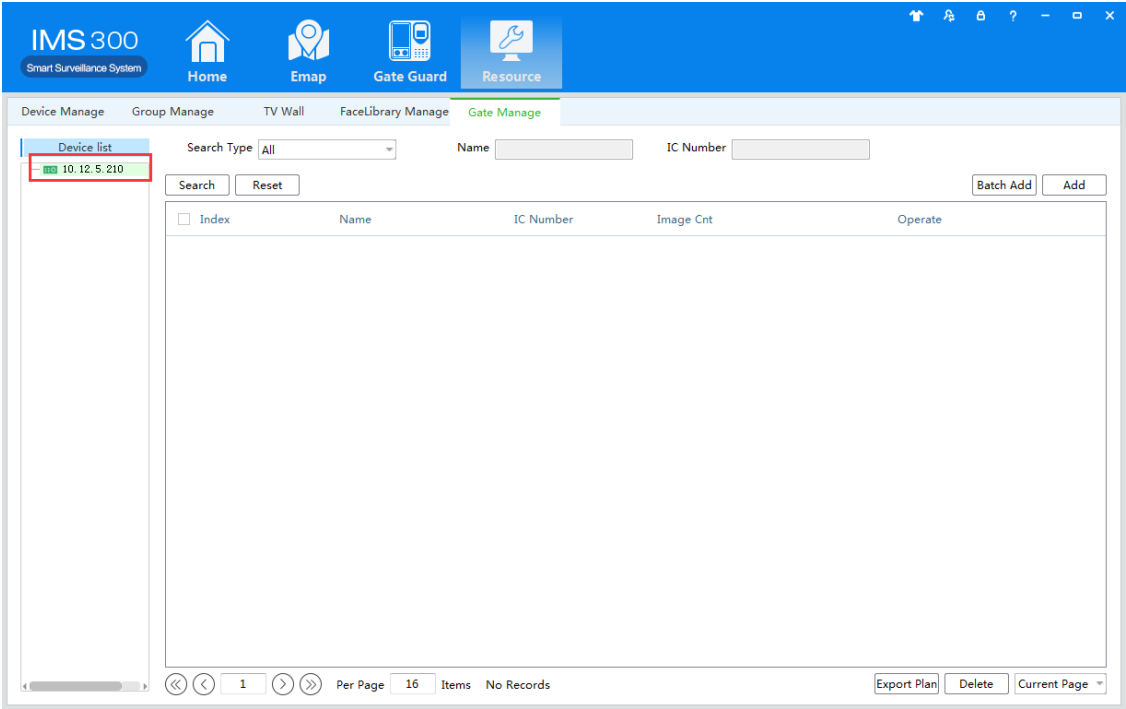 IMS 300
Smart Surveillance System
Home
Emap
Gate Guard
Resource
?
Device Manage
Group Manage
TV Wall
FaceLibrary Manage
Gate Manage
Device list
10.12.5.210
Search Type
All
Name
IC Number
Search
Reset
Batch Add
Add
Index
Name
IC Number
Image Cnt
Operate
1
Per Page
16
Items
No Records
Export Plan
Delete
Current Page